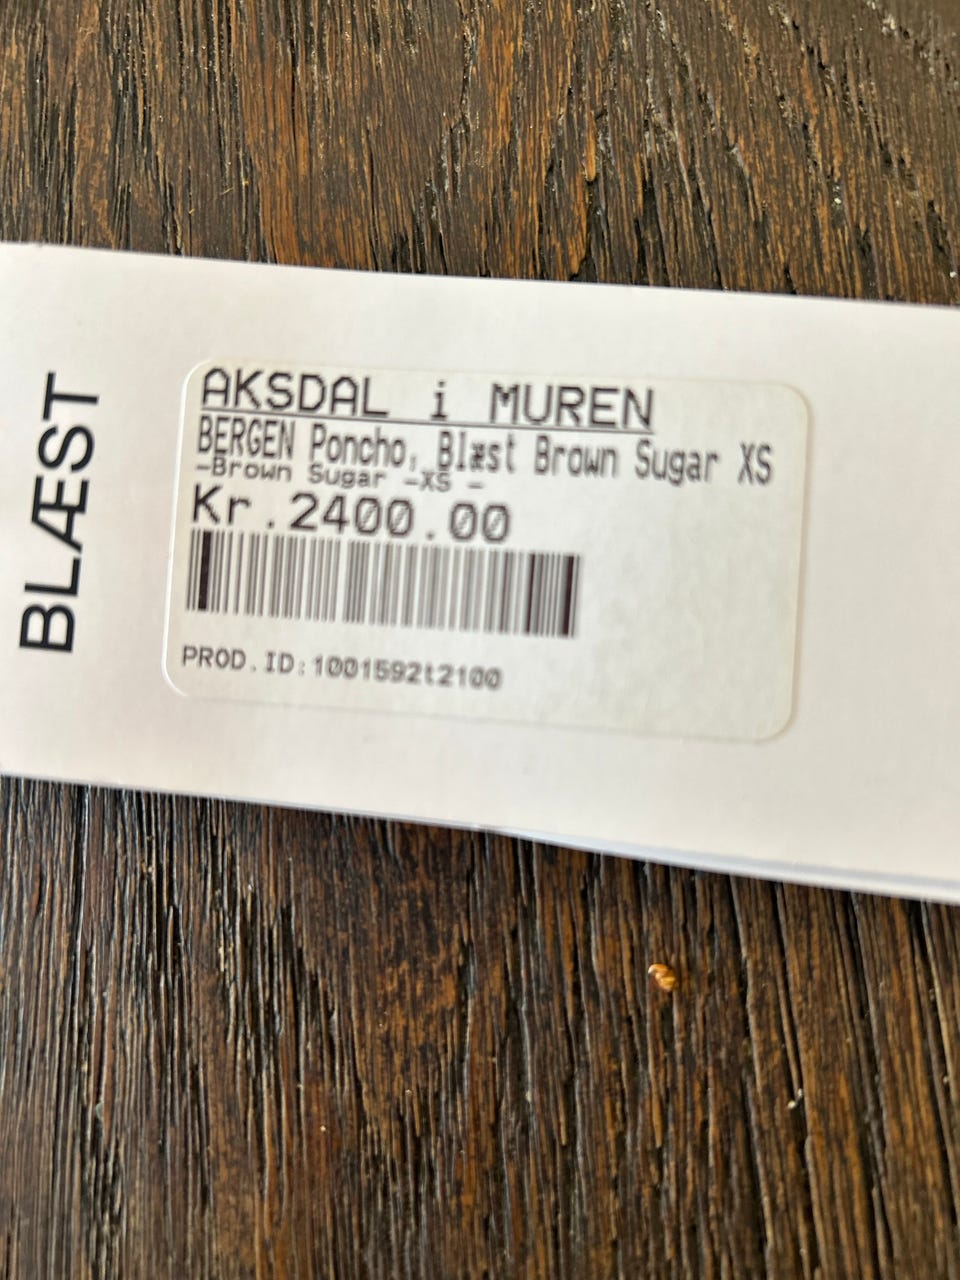 BLÆST
AKSDAL i MUREN
BERGEN Poncho, Blæst Brown Sugar XS
-Brown Sugar -XS -
Kr.2400.00
PROD.ID:1001592t2100